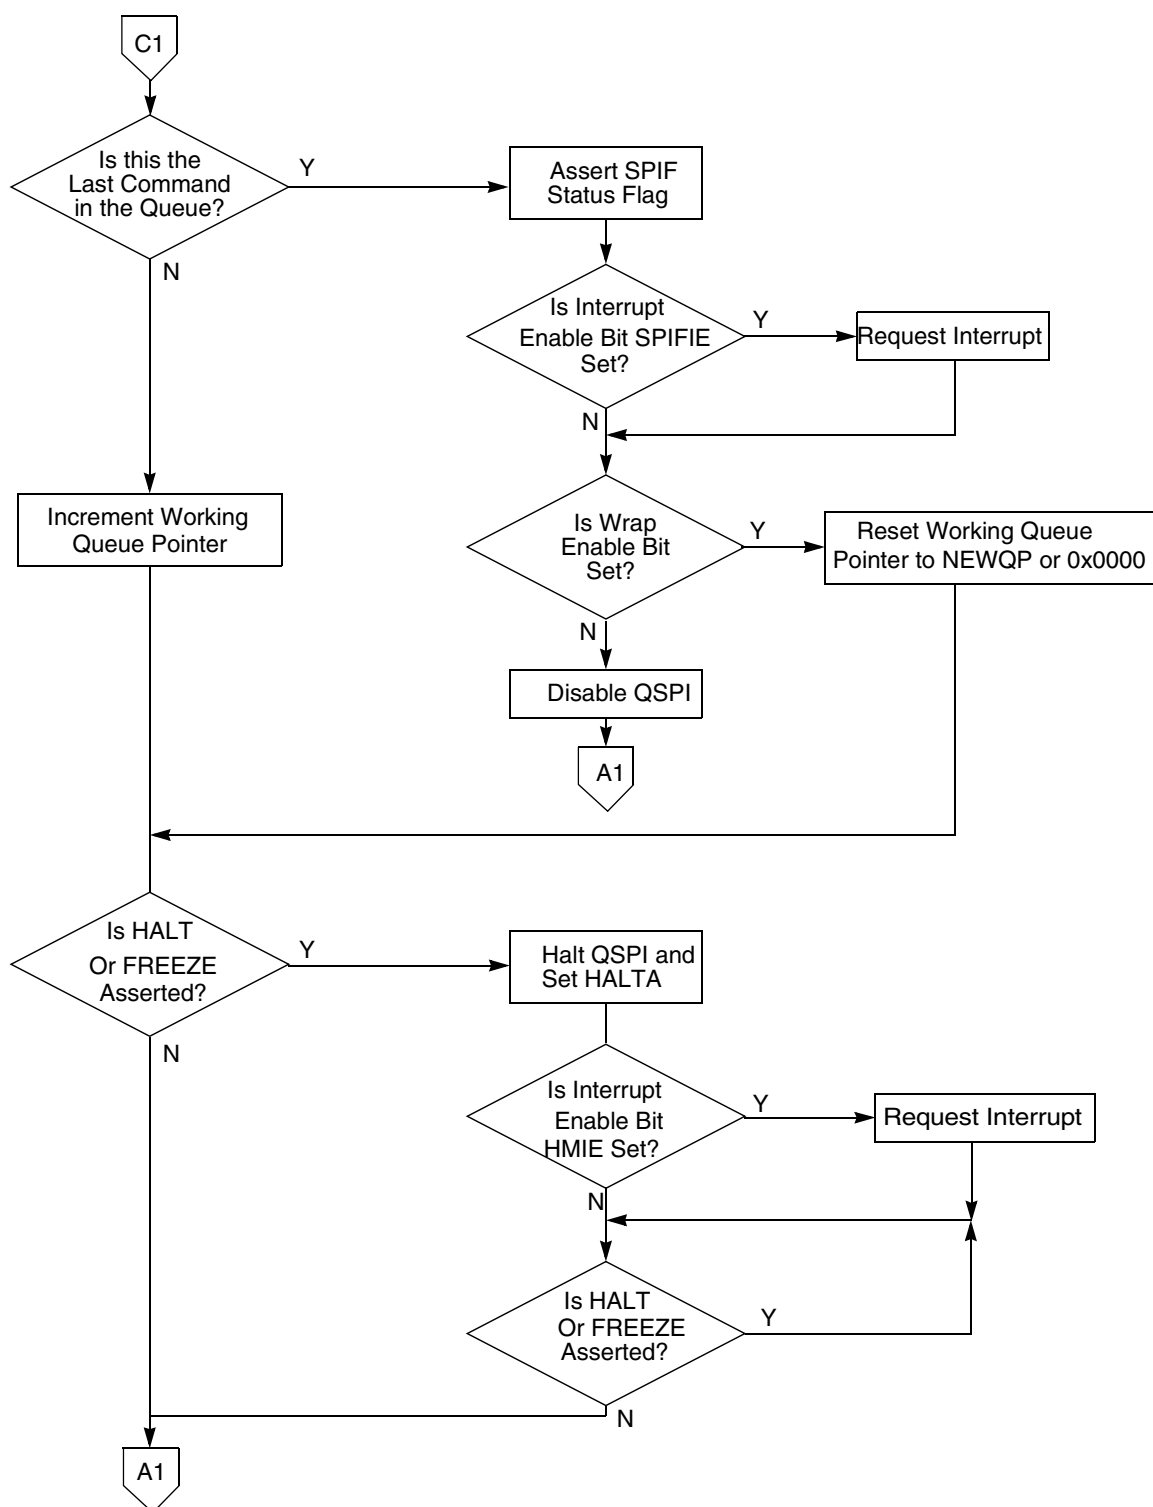 C1
Is this the
Last Command
in the Queue?
Y
N
Assert SPIF
Status Flag
Is Interrupt
Enable Bit SPIFIE
Set?
Y
Request Interrupt
N
Increment Working
Queue Pointer
Is Wrap
Enable Bit
Set?
Y
Reset Working Queue
Pointer to NEWQP or 0x0000
N
Disable QSPI
A1
Is HALT
Or FREEZE
Asserted?
Y
N
Halt QSPI and
Set HALTA
Is Interrupt
Enable Bit
HMIE Set?
Y
Request Interrupt
N
Is HALT
Or FREEZE
Asserted?
Y
N
A1